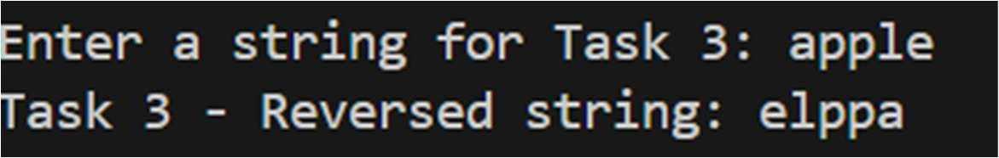 Enter a string for Task 3: apple
Task 3 - Reversed string: elppa